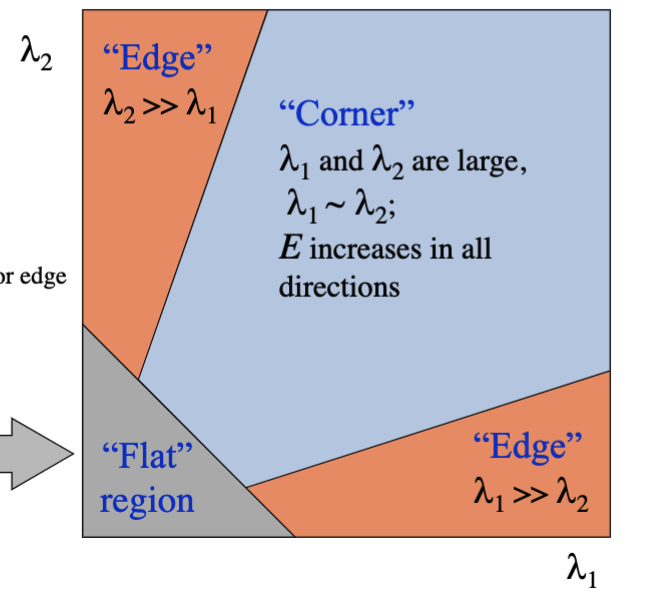 λ₂
“Edge”
λ₂ >> λ₁
“Corner”
λ₁ and λ₂ are large,
λ₁ ~ λ₂;
E increases in all
directions
or edge
“Flat”
region
“Edge”
λ₁ >> λ₂
λ₁